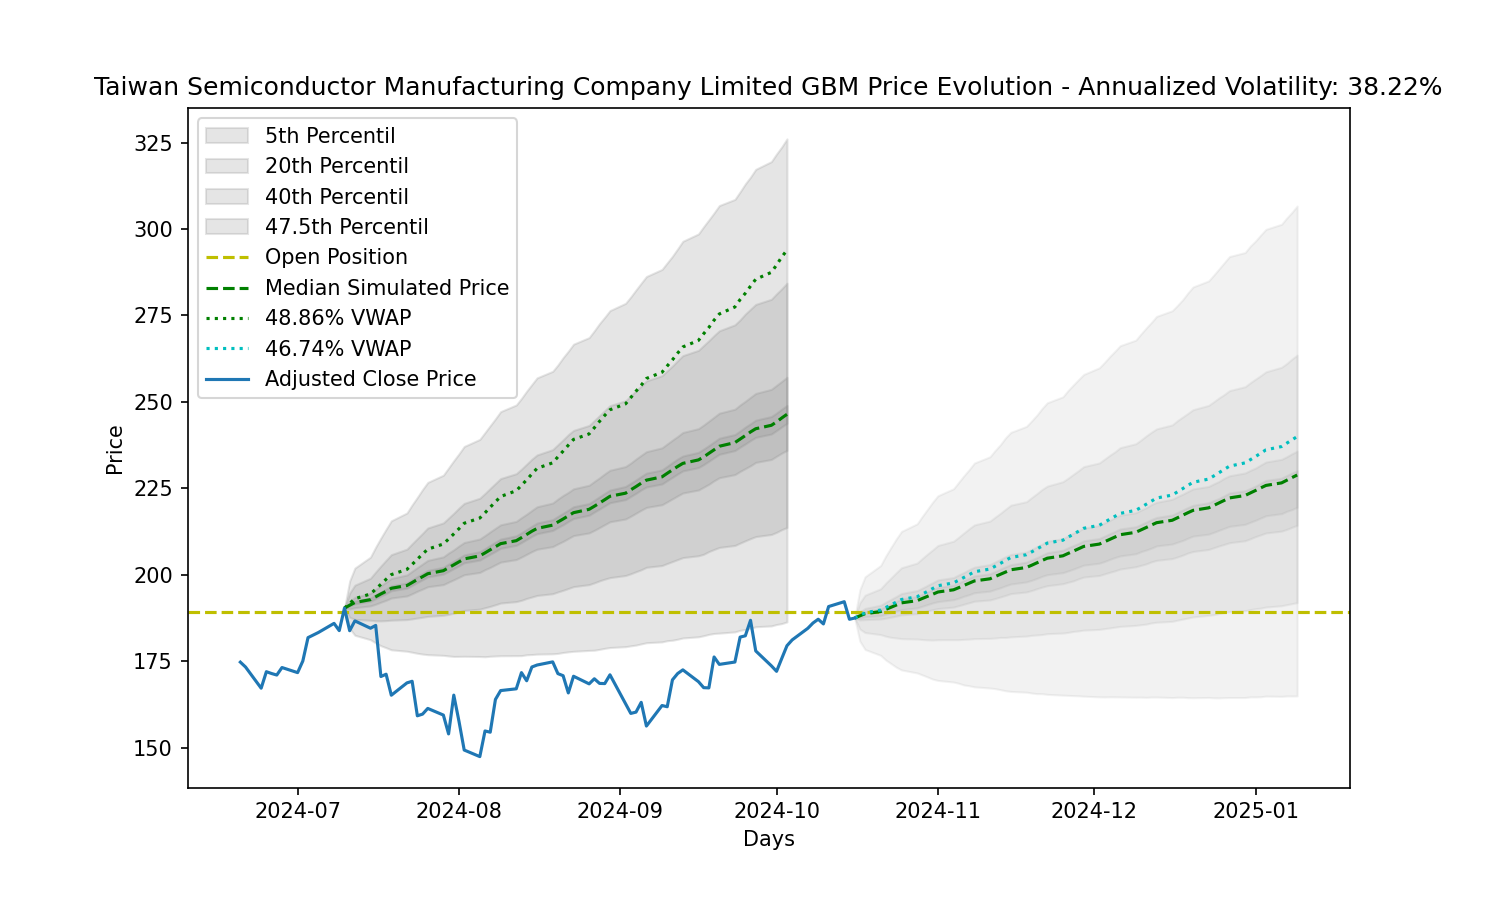 Taiwan Semiconductor Manufacturing Company Limited GBM Price Evolution - Annualized Volatility: 38.22%
5th Percentil
20th Percentil
40th Percentil
47.5th Percentil
Open Position
Median Simulated Price
48.86% VWAP
46.74% VWAP
Adjusted Close Price
325
300
275
250
225
200
175
150
Price
2024-07 2024-08 2024-09 2024-10 2024-11 2024-12 2025-01
Days